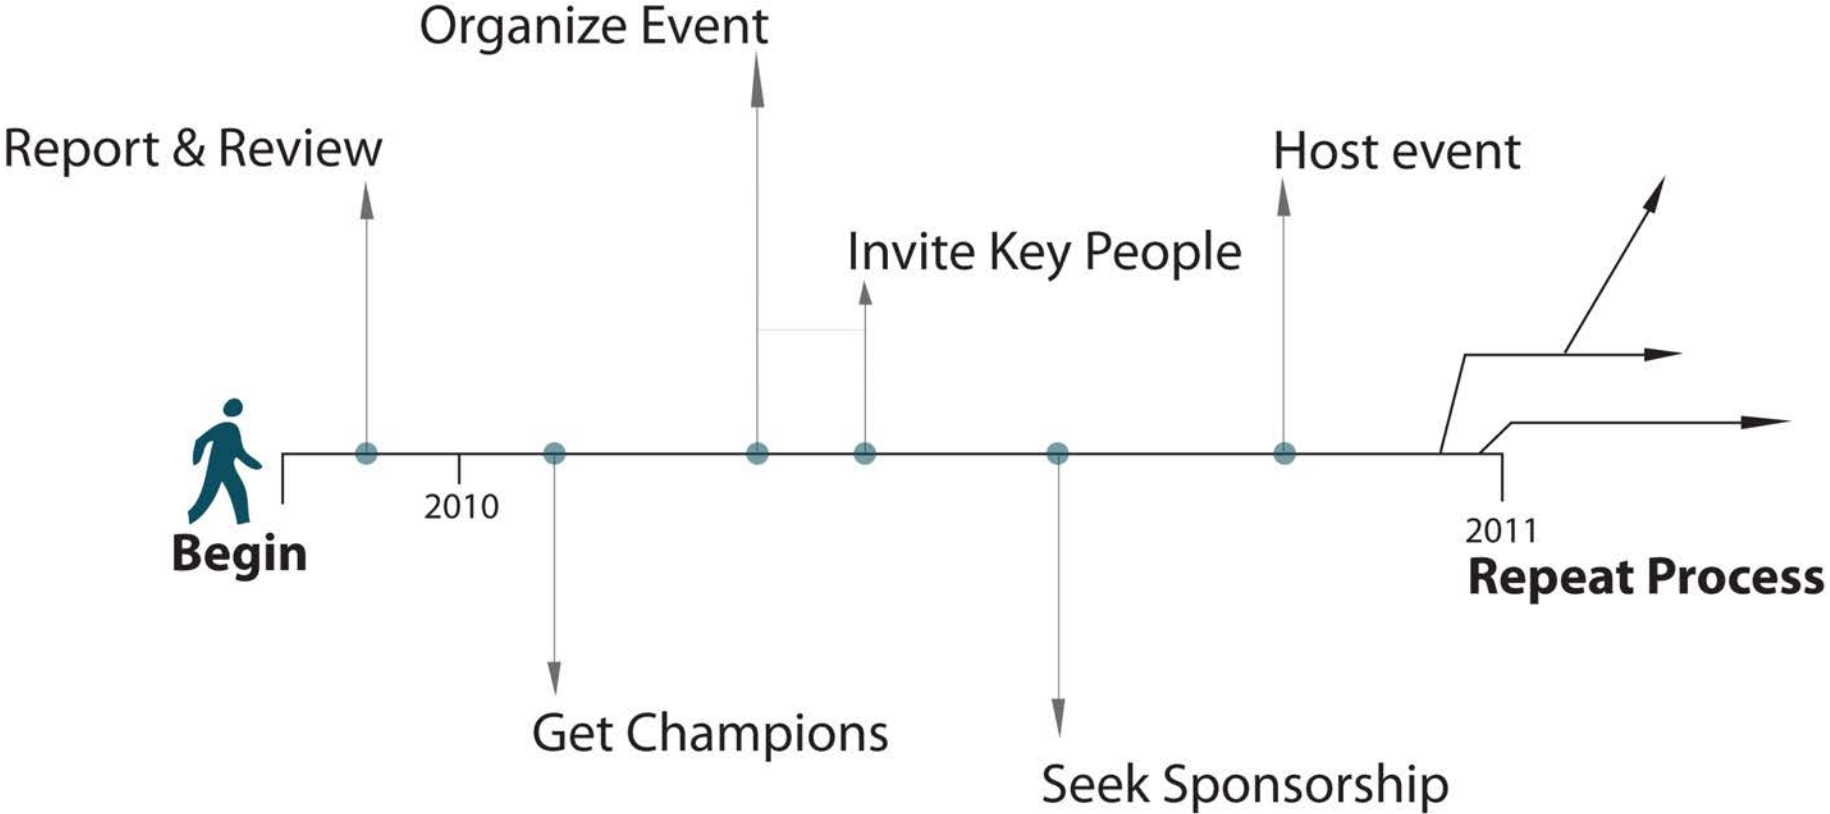 Organize Event
Report & Review
Host event
Invite Key People
2010
2011
Begin
Repeat Process
Get Champions
Seek Sponsorship